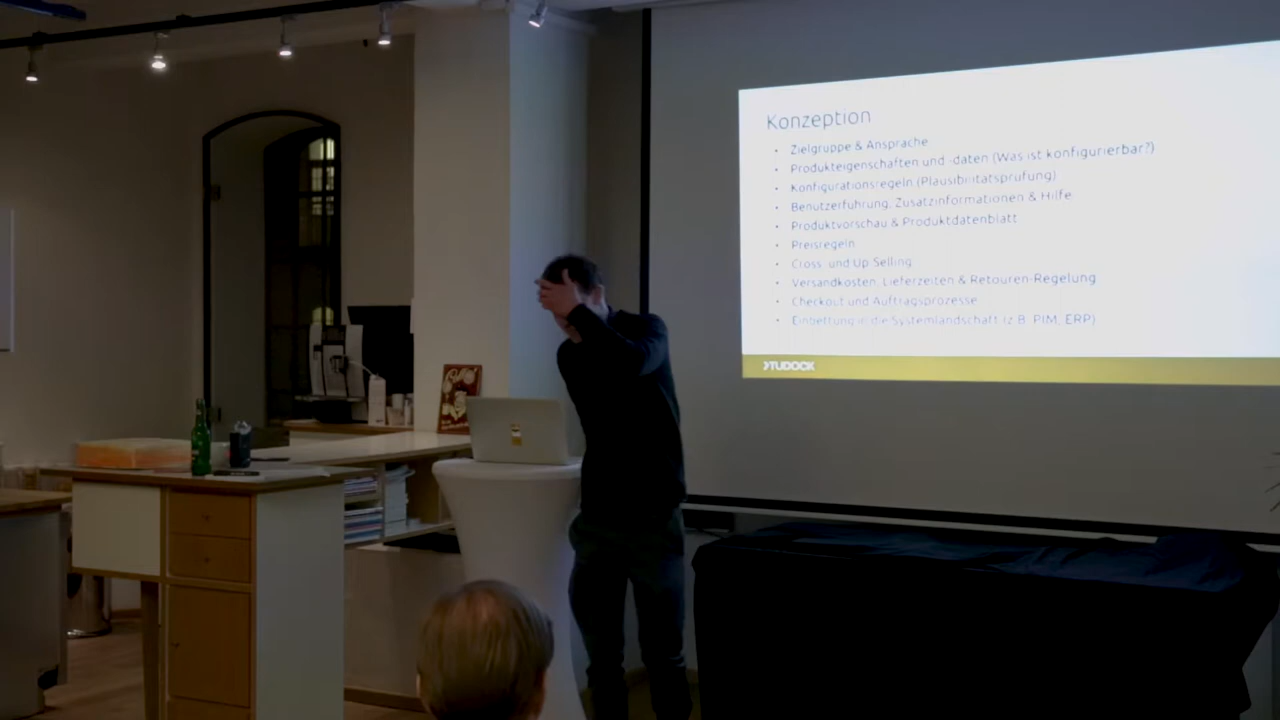 Konzeption
• Zielgruppe & Ansprache
• Produkteigenschaften und -daten (Was ist konfigurierbar?)
• Konfigurationsregeln (Plausibilitätsprüfung)
• Benutzerführung, Zusatzinformationen & Hilfe
• Produktvorschau & Produktdatenblatt
• Preisregeln
• Cross- und Up Selling
• Versandkosten, Lieferzeiten & Retouren-Regelung
• Checkout und Auftragsprozesse
• Einbettung in die Systemlandschaft (z.B. PIM, ERP)
TUDOCK